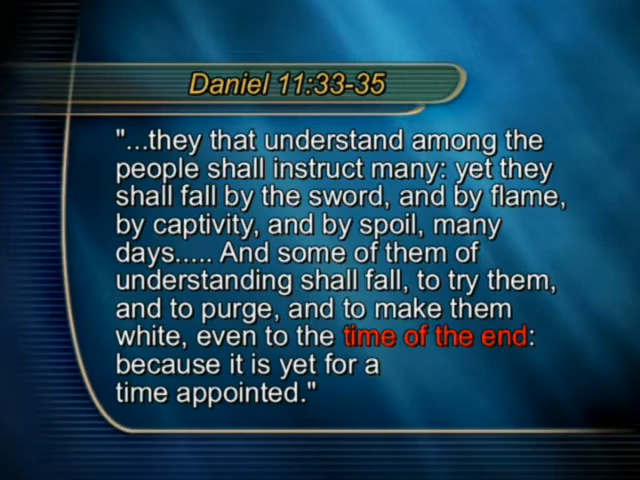 Daniel 11:33-35
"...they that understand among the
people shall instruct many: yet they
shall fall by the sword, and by flame,
by captivity, and by spoil, many
days..... And some of them of
understanding shall fall, to try them,
and to purge, and to make them
white, even to the time of the end:
because it is yet for a
time appointed."